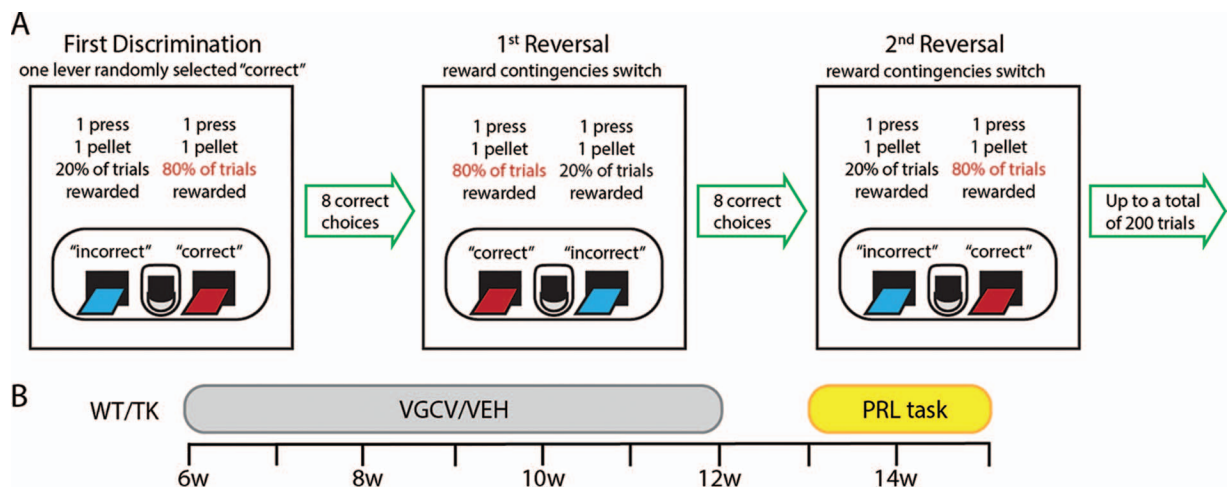 A
First Discrimination
one lever randomly selected "correct"
1 press
1 pellet
20% of trials
rewarded
1 press
1 pellet
80% of trials
rewarded
"incorrect"
"correct"
8 correct
choices
1st Reversal
reward contingencies switch
1 press
1 pellet
80% of trials
rewarded
1 press
1 pellet
20% of trials
rewarded
"correct"
"incorrect"
8 correct
choices
2nd Reversal
reward contingencies switch
1 press
1 pellet
20% of trials
rewarded
1 press
1 pellet
80% of trials
rewarded
"incorrect"
"correct"
Up to a total
of 200 trials
B
WT/TK
VGCV/VEH
PRL task
6w
8w
10w
12w
14w